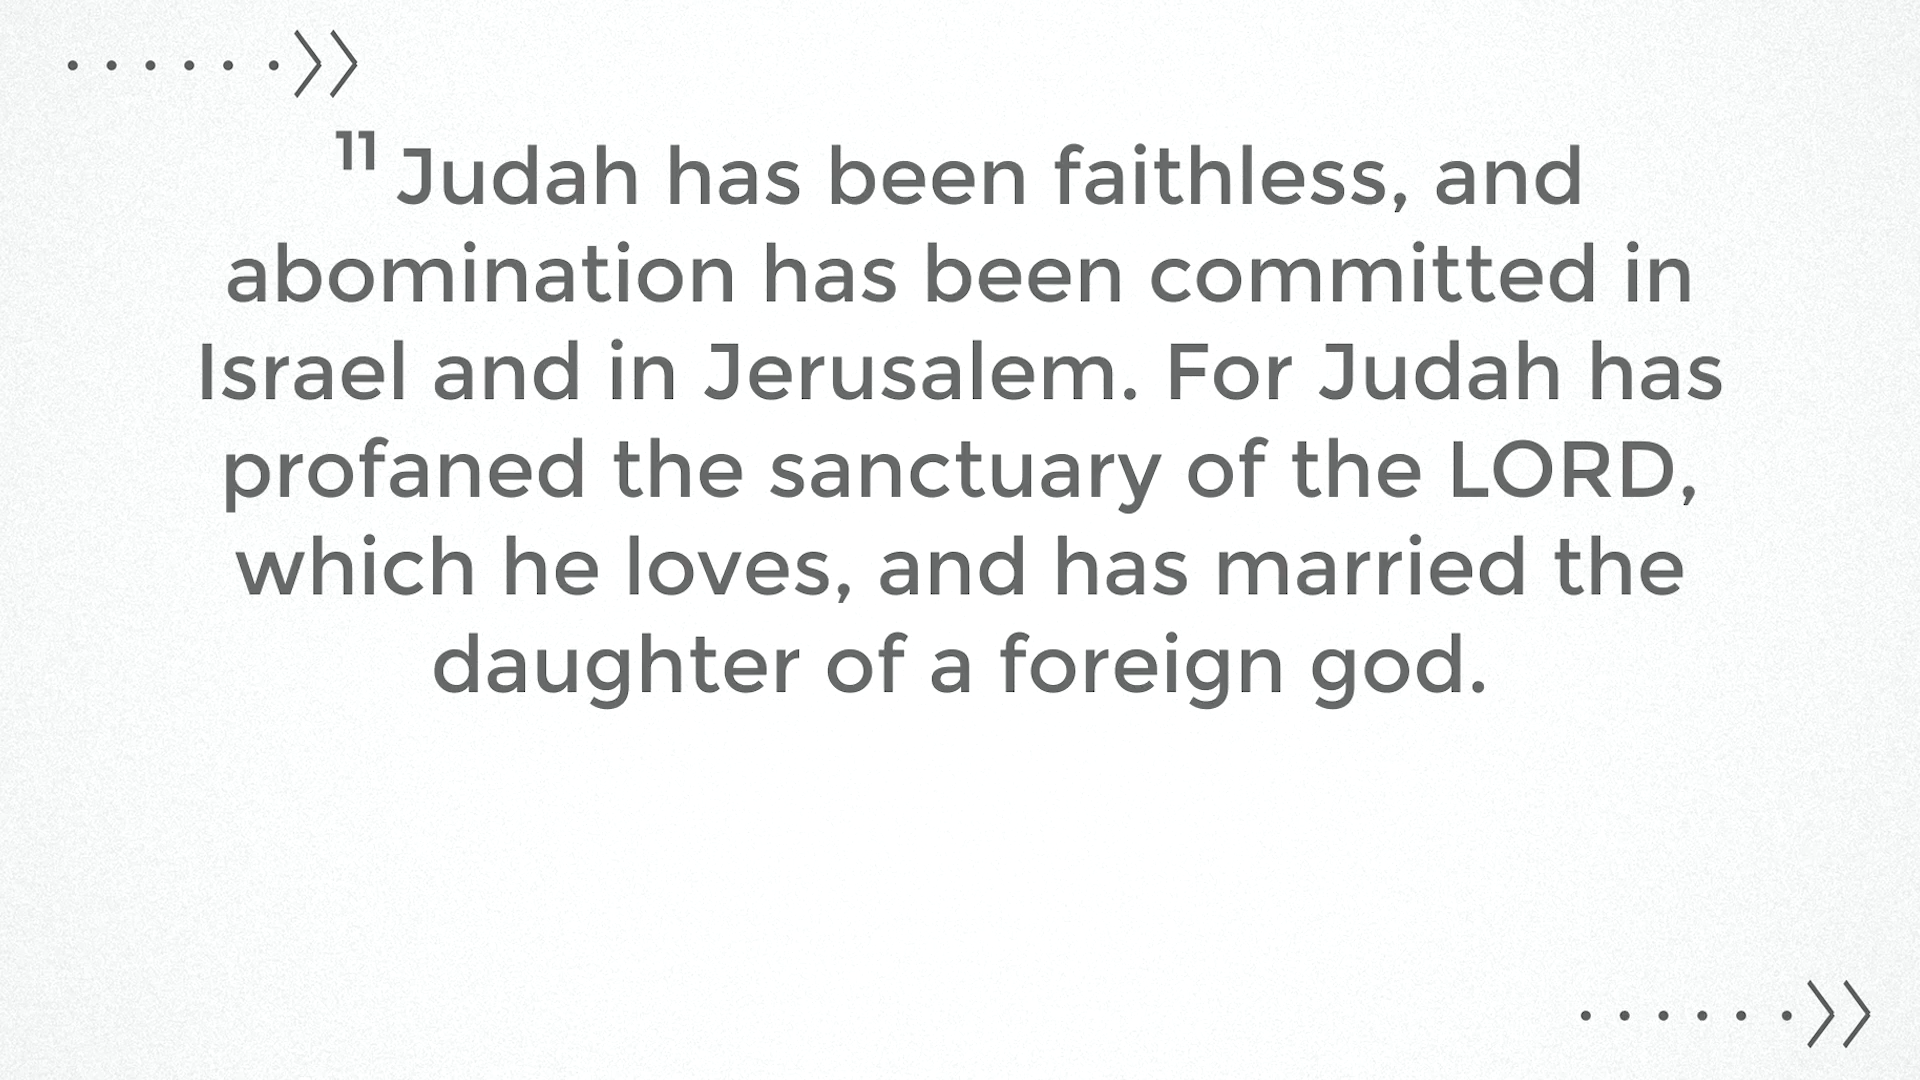 11 Judah has been faithless, and
abomination has been committed in
Israel and in Jerusalem. For Judah has
profaned the sanctuary of the LORD,
which he loves, and has married the
daughter of a foreign god.